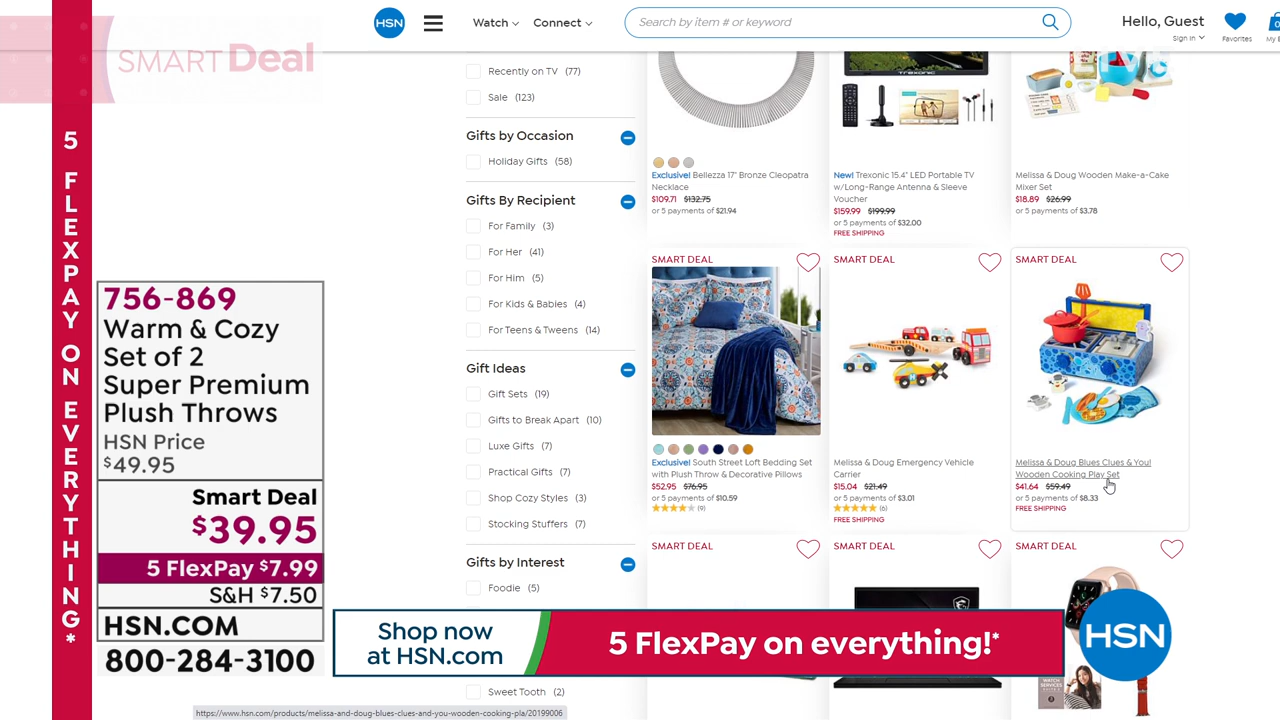 SMART Deal
5 FLEXPAY ON EVERYTHING!*
756-869
Warm & Cozy
Set of 2
Super Premium
Plush Throws
HSN Price
$49.95
Smart Deal
$39.95
5 FlexPay $7.99
S&H $7.50
HSN.COM
800-284-3100
HSN
Watch
Connect
Search by item # or keyword
Hello, Guest
Sign In
Favorites
0
Recently on TV (77)
Sale (123)
Gifts by Occasion
Holiday Gifts (58)
Gifts By Recipient
For Family (3)
For Her (41)
For Him (5)
For Kids & Babies (4)
For Teens & Tweens (14)
Gift Ideas
Gift Sets (19)
Gifts to Break Apart (10)
Luxe Gifts (7)
Practical Gifts (7)
Shop Cozy Styles (3)
Stocking Stuffers (7)
Gifts by Interest
Foodie (5)
Sweet Tooth (2)
Exclusive! Bellezza 17" Bronze Cleopatra
Necklace
$109.71 $132.75
or 5 payments of $21.94
TREXONIC
New! Trexonic 15.4" LED Portable TV
w/Long-Range Antenna & Sleeve
Voucher
$159.99 $199.99
or 5 payments of $32.00
FREE SHIPPING
Melissa & Doug Wooden Make-a-Cake
Mixer Set
$18.89 $26.99
or 5 payments of $3.78
SMART DEAL
Exclusive! South Street Loft Bedding Set
with Plush Throw & Decorative Pillows
$52.95 $76.95
or 5 payments of $10.59
(9)
SMART DEAL
Melissa & Doug Emergency Vehicle
Carrier
$15.04 $21.49
or 5 payments of $3.01
(6)
FREE SHIPPING
SMART DEAL
Melissa & Doug Blues Clues & You!
Wooden Cooking Play Set
$41.64 $59.49
or 5 payments of $8.33
FREE SHIPPING
SMART DEAL
SMART DEAL
SMART DEAL
WATCH
SERVICES
Shop now
at HSN.com
5 FlexPay on everything!*
HSN
https://www.hsn.com/products/melissa-and-doug-blues-clues-and-you-wooden-cooking-pla/20199006